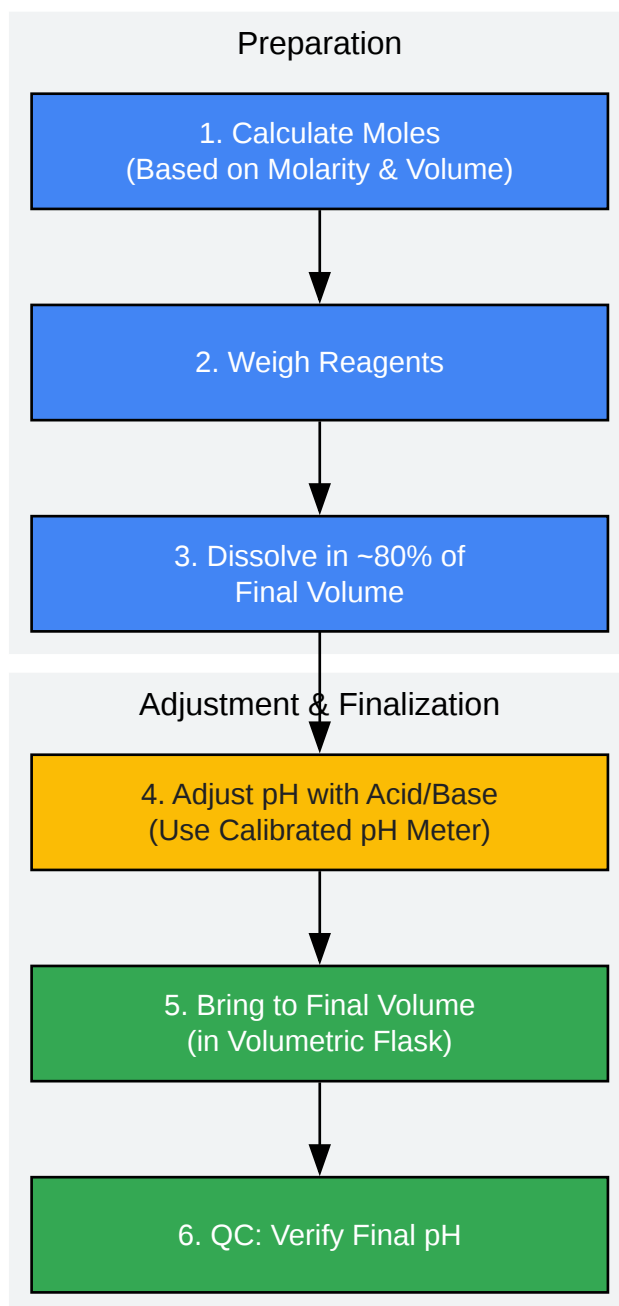 Preparation
1. Calculate Moles
(Based on Molarity & Volume)
2. Weigh Reagents
3. Dissolve in ~80% of
Final Volume
Adjustment & Finalization
4. Adjust pH with Acid/Base
(Use Calibrated pH Meter)
5. Bring to Final Volume
(in Volumetric Flask)
6. QC: Verify Final pH